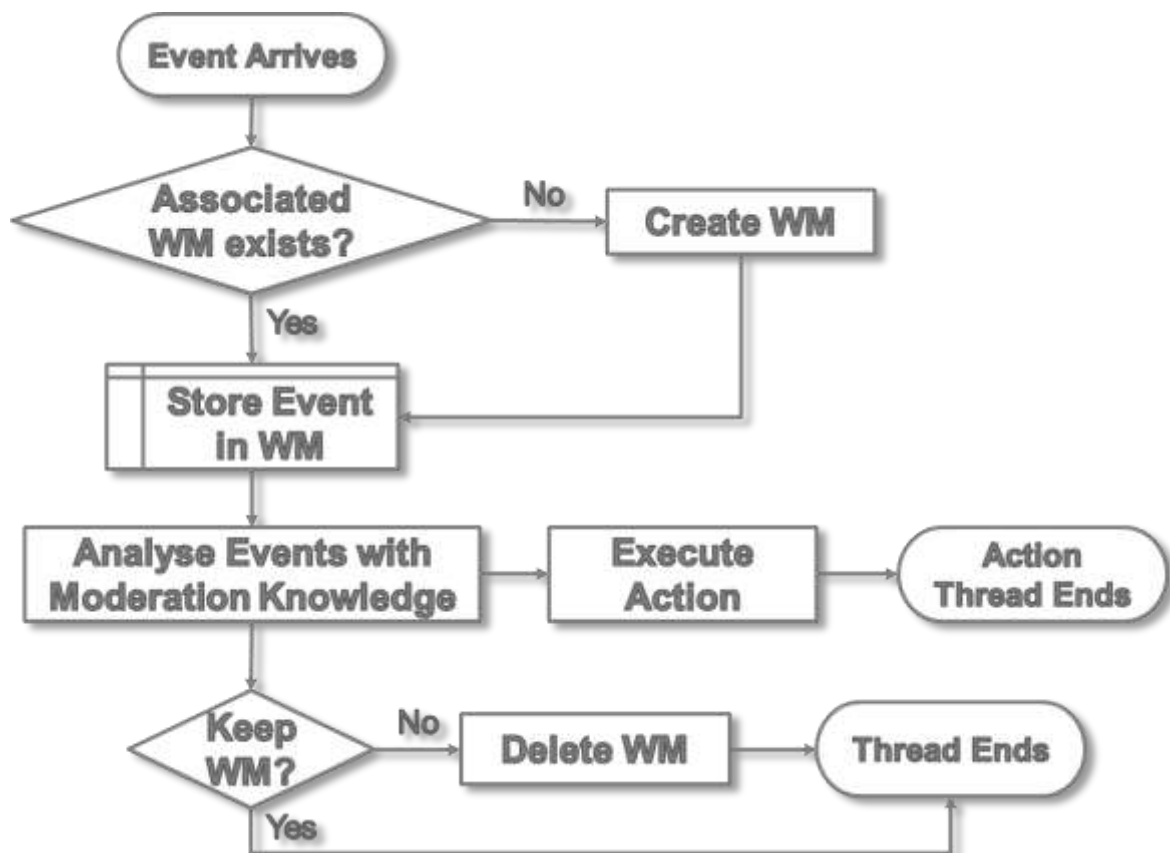 Event Arrives
Associated
WM exists?
No
Create WM
Yes
Store Event
in WM
Analyse Events with
Moderation Knowledge
Execute
Action
Action
Thread Ends
Keep
WM?
No
Delete WM
Thread Ends
Yes